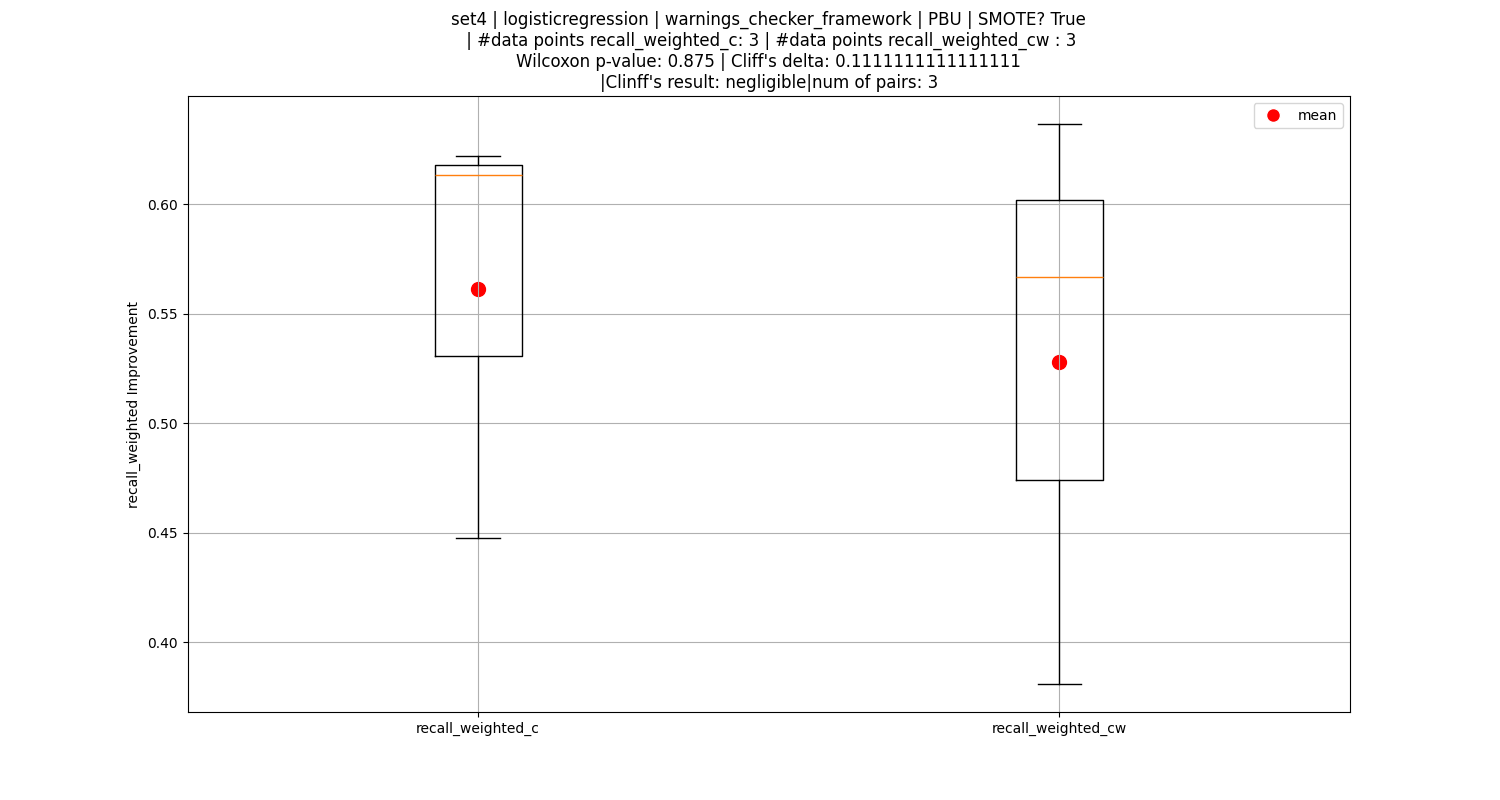 set4 | logisticregression | warnings_checker_framework | PBU | SMOTE? True
| #data points recall_weighted_c: 3 | #data points recall_weighted_cw : 3
Wilcoxon p-value: 0.875 | Cliff's delta: 0.1111111111111111
|Clinff's result: negligible|num of pairs: 3
mean
recall_weighted Improvement
0.60
0.55
0.50
0.45
0.40
recall_weighted_c
recall_weighted_cw